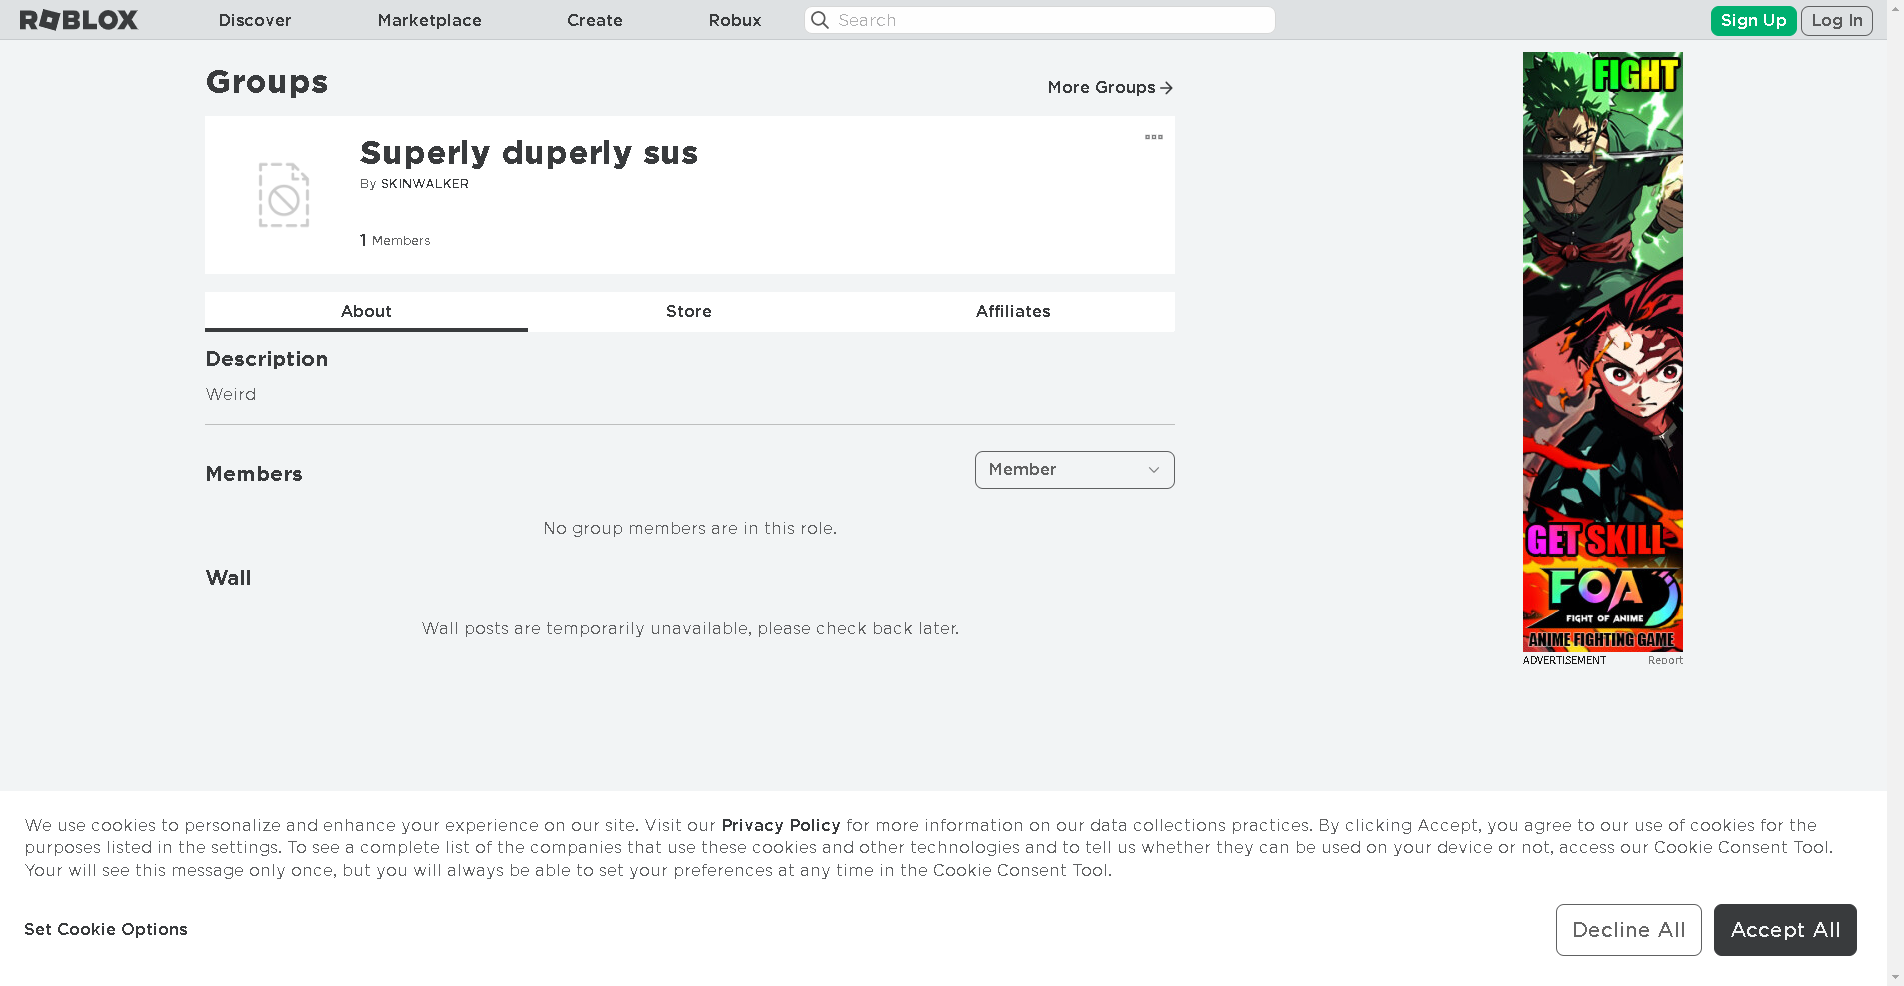 ROBLOX Discover Marketplace Create Robux Search Sign Up Log In
Groups
More Groups
Superly duperly sus
By SKINWALKER
1 Members
About Store Affiliates
Description
Weird
Members
Member
No group members are in this role.
Wall
Wall posts are temporarily unavailable, please check back later.
FIGHT
GET SKILL
FOA
FIGHT OF ANIME
ANIME FIGHTING GAME
ADVERTISEMENT Report
We use cookies to personalize and enhance your experience on our site. Visit our Privacy Policy for more information on our data collections practices. By clicking Accept, you agree to our use of cookies for the
purposes listed in the settings. To see a complete list of the companies that use these cookies and other technologies and to tell us whether they can be used on your device or not, access our Cookie Consent Tool.
Your will see this message only once, but you will always be able to set your preferences at any time in the Cookie Consent Tool.
Set Cookie Options
Decline All Accept All